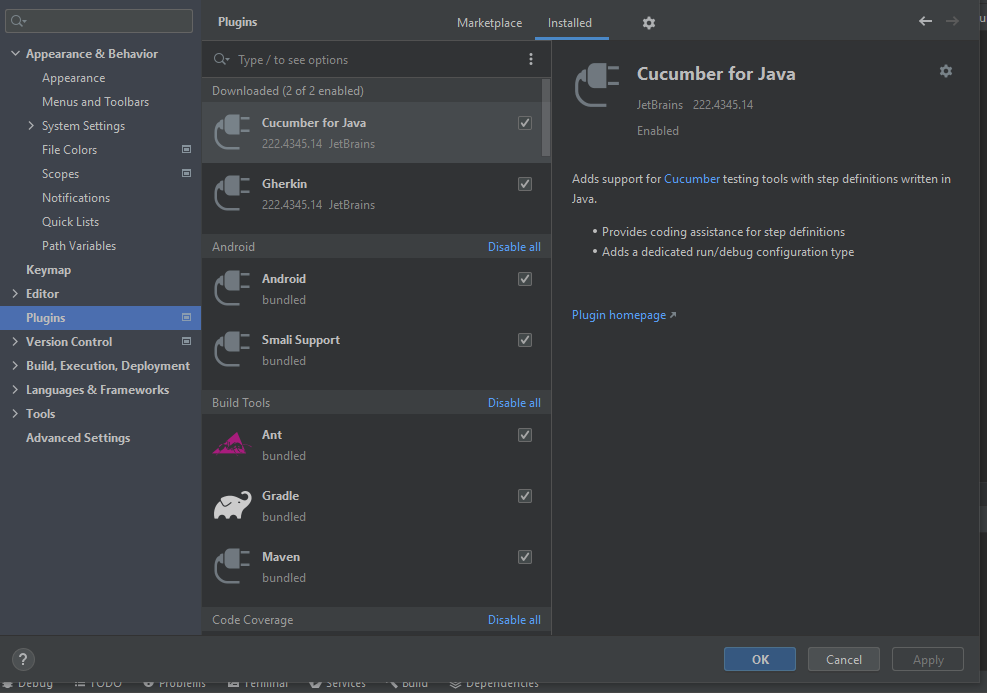 Plugins
Marketplace
Installed
Appearance & Behavior
Appearance
Menus and Toolbars
System Settings
File Colors
Scopes
Notifications
Quick Lists
Path Variables
Keymap
Editor
Plugins
Version Control
Build, Execution, Deployment
Languages & Frameworks
Tools
Advanced Settings
Type / to see options
Downloaded (2 of 2 enabled)
Cucumber for Java
222.4345.14 JetBrains
Gherkin
222.4345.14 JetBrains
Android Disable all
Android
bundled
Smali Support
bundled
Build Tools Disable all
Ant
bundled
Gradle
bundled
Maven
bundled
Code Coverage Disable all
Cucumber for Java
JetBrains 222.4345.14
Enabled
Adds support for Cucumber testing tools with step definitions written in
Java.
• Provides coding assistance for step definitions
• Adds a dedicated run/debug configuration type
Plugin homepage ↗
?
OK Cancel Apply
Debug TODO Problems Terminal Services Build Dependencies